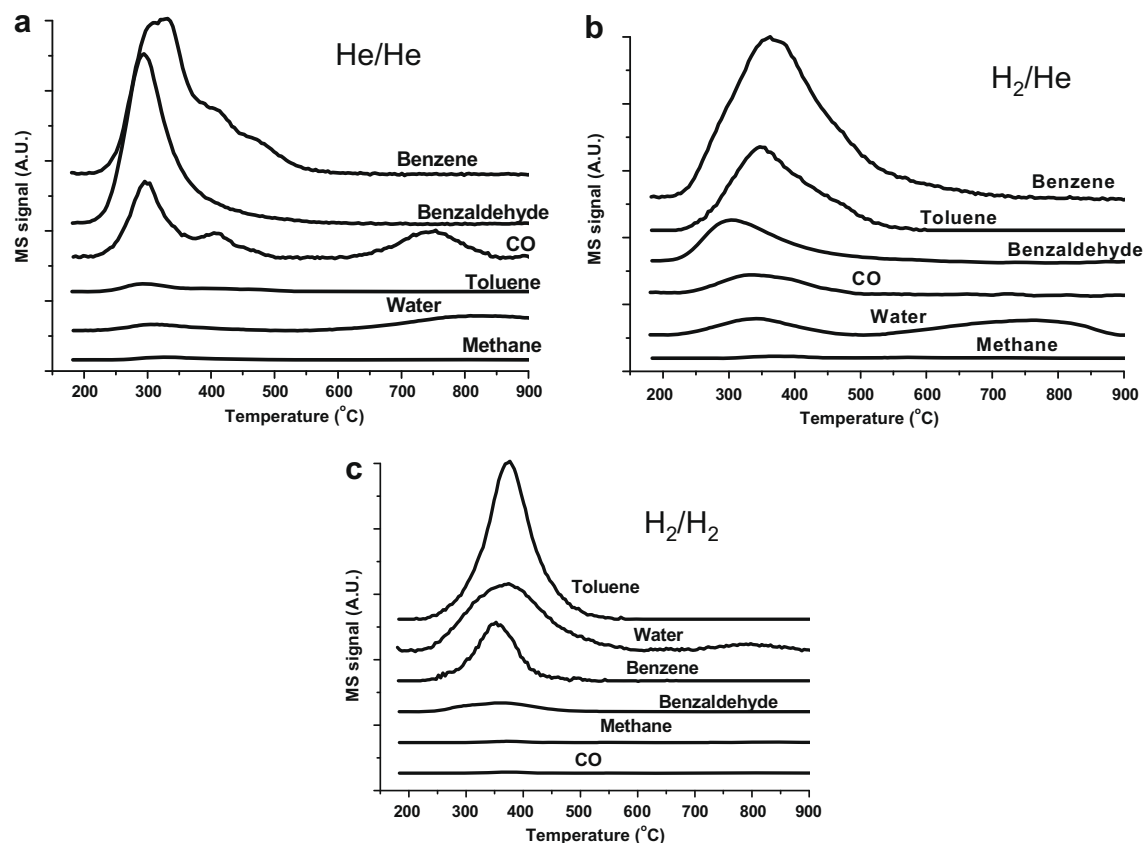 a
He/He
MS signal (A.U.)
Benzene
Benzaldehyde
CO
Toluene
Water
Methane
200 300 400 500 600 700 800 900
Temperature (°C)
b
H₂/He
MS signal (A.U.)
Benzene
Toluene
Benzaldehyde
CO
Water
Methane
200 300 400 500 600 700 800 900
Temperature (°C)
c
H₂/H₂
MS signal (A.U.)
Toluene
Water
Benzene
Benzaldehyde
Methane
CO
200 300 400 500 600 700 800 900
Temperature (°C)